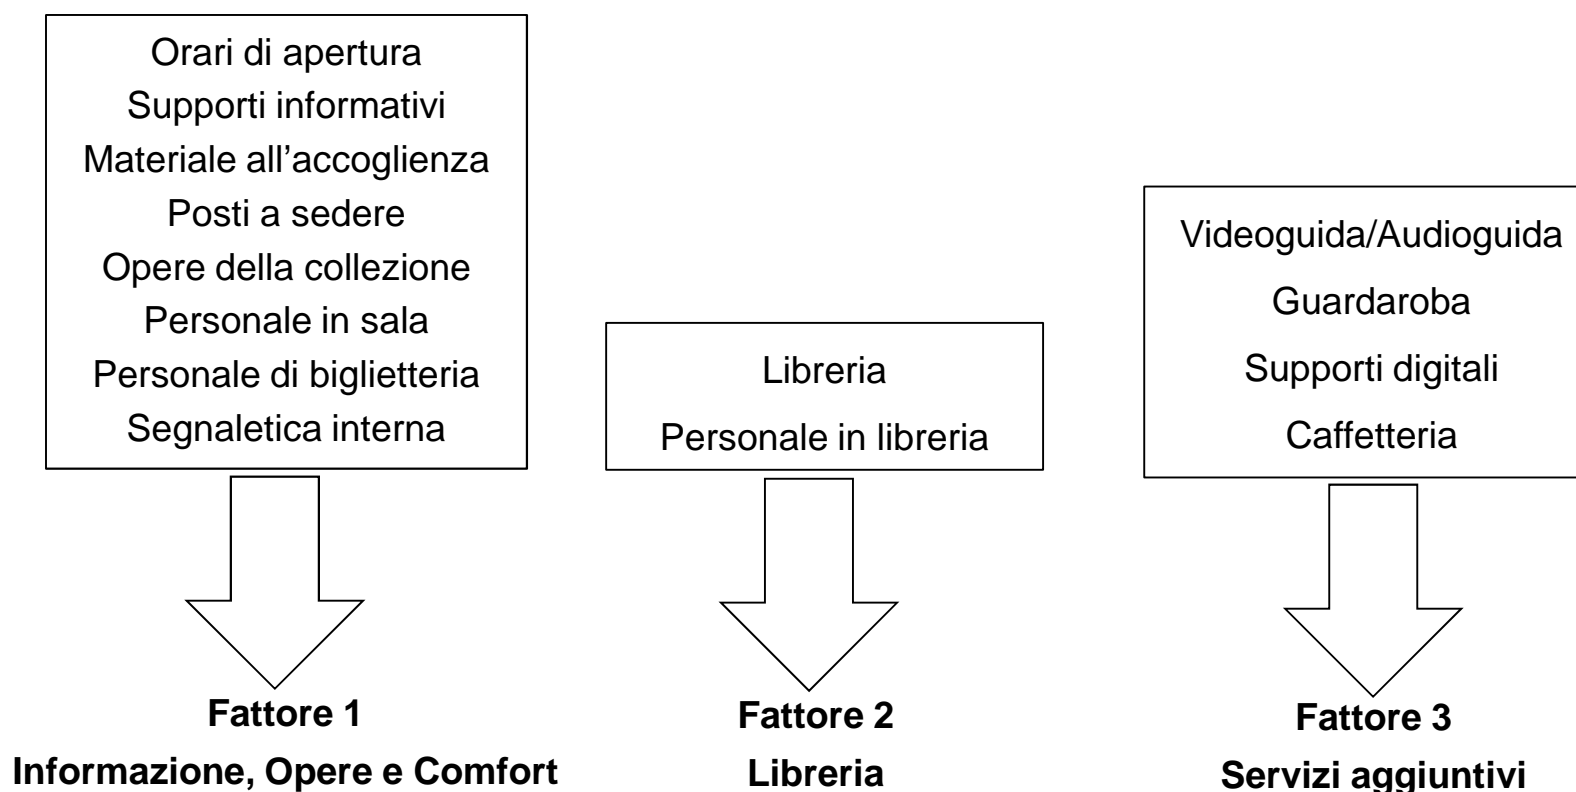 Orari di apertura
Supporti informativi
Materiale all’accoglienza
Posti a sedere
Opere della collezione
Personale in sala
Personale di biglietteria
Segnaletica interna
Fattore 1
Informazione, Opere e Comfort
Libreria
Personale in libreria
Fattore 2
Libreria
Videoguida/Audioguida
Guardaroba
Supporti digitali
Caffetteria
Fattore 3
Servizi aggiuntivi